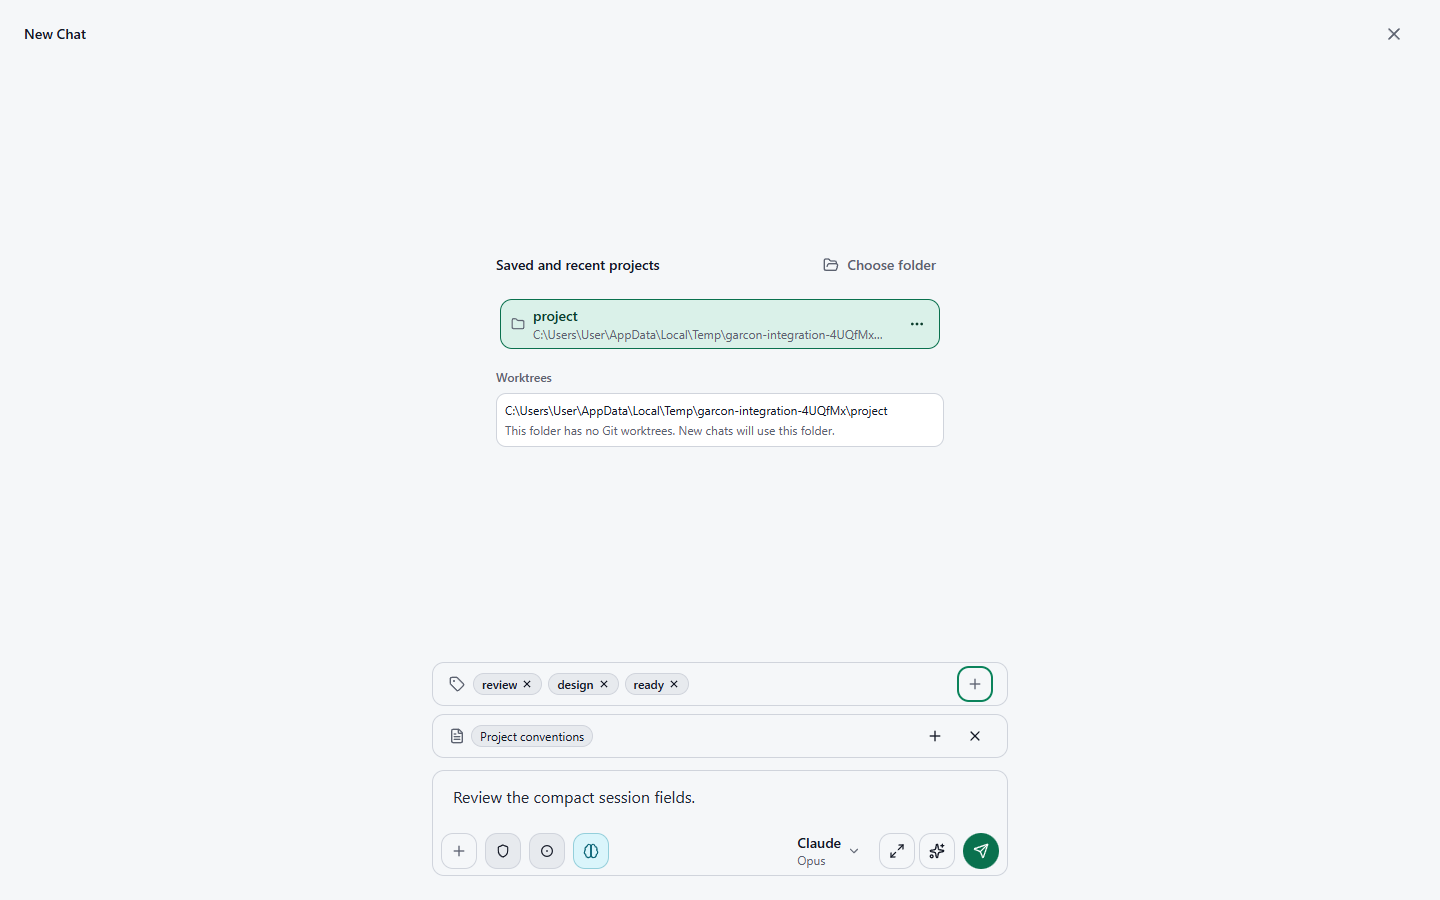 New Chat
Saved and recent projects
Choose folder
project
C:\Users\User\AppData\Local\Temp\garcon-integration-4UQfMx...
Worktrees
C:\Users\User\AppData\Local\Temp\garcon-integration-4UQfMx\project
This folder has no Git worktrees. New chats will use this folder.
review design ready
Project conventions
Review the compact session fields.
Claude
Opus